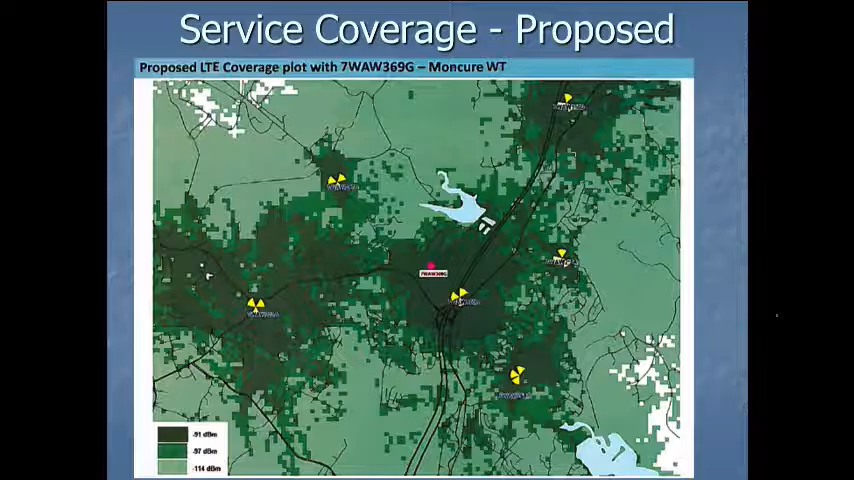 Service Coverage - Proposed
Proposed LTE Coverage plot with 7WAW369G – Moncure WT
7WAW369G
-91 dBm
-97 dBm
-114 dBm